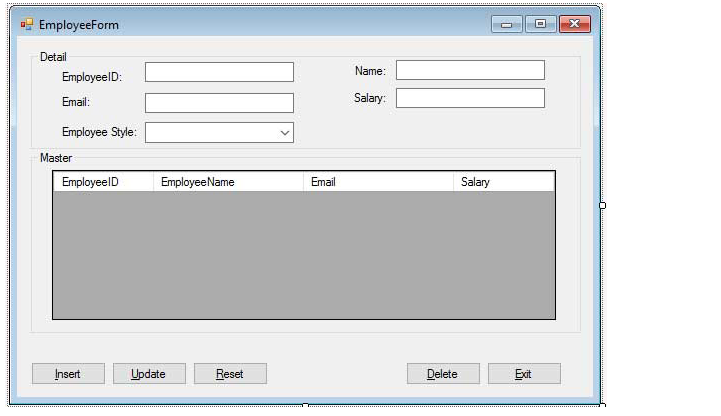 EmployeeForm
Detail
EmployeeID:
Name:
Email:
Salary:
Employee Style:
Master
EmployeeID EmployeeName Email Salary
Insert Update Reset Delete Exit